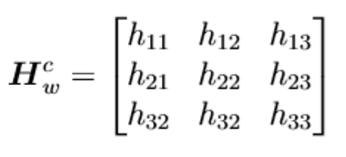 h₁₁ h₁₂ h₁₃
H^c_w = h₂₁ h₂₂ h₂₃
h₃₂ h₃₂ h₃₃